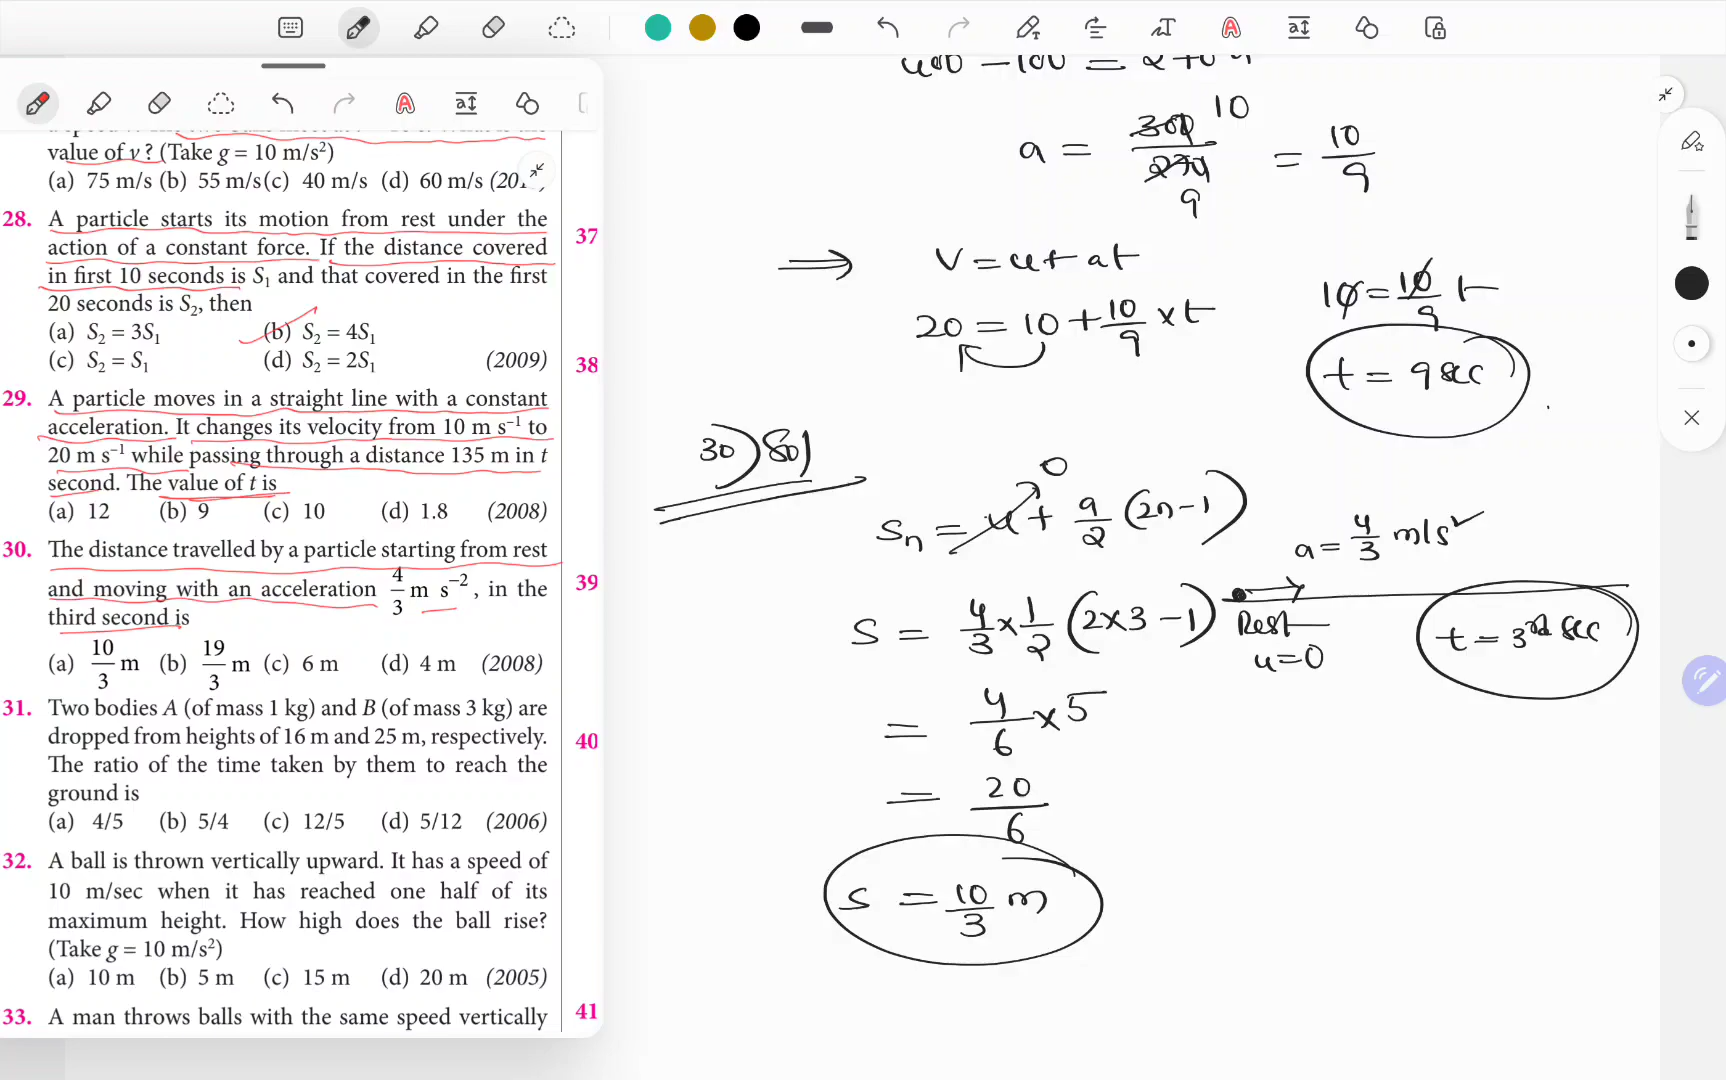 value of v ? (Take g = 10 m/s²)
(a) 75 m/s (b) 55 m/s (c) 40 m/s (d) 60 m/s
28. A particle starts its motion from rest under the
action of a constant force. If the distance covered
in first 10 seconds is S₁ and that covered in the first
20 seconds is S₂, then
(a) S₂ = 3S₁ (b) S₂ = 4S₁
(c) S₂ = S₁ (d) S₂ = 2S₁ (2009)
29. A particle moves in a straight line with a constant
acceleration. It changes its velocity from 10 m s⁻¹ to
20 m s⁻¹ while passing through a distance 135 m in t
second. The value of t is
(a) 12 (b) 9 (c) 10 (d) 1.8 (2008)
30. The distance travelled by a particle starting from rest
and moving with an acceleration 4/3 m s⁻², in the
third second is
(a) 10/3 m (b) 19/3 m (c) 6 m (d) 4 m (2008)
31. Two bodies A (of mass 1 kg) and B (of mass 3 kg) are
dropped from heights of 16 m and 25 m, respectively.
The ratio of the time taken by them to reach the
ground is
(a) 4/5 (b) 5/4 (c) 12/5 (d) 5/12 (2006)
32. A ball is thrown vertically upward. It has a speed of
10 m/sec when it has reached one half of its
maximum height. How high does the ball rise?
(Take g = 10 m/s²)
(a) 10 m (b) 5 m (c) 15 m (d) 20 m (2005)
33. A man throws balls with the same speed vertically
37
38
39
40
41
400 - 100 = 270 a
a = 300/270 10/9 = 10/9
⇒ V = u + at
20 = 10 + 10/9 × t
10 = 10/9 t
t = 9 sec
30) Sol
Sn = u + a/2 (2n-1)
0
a = 4/3 m/s²
S = 4/3 × 1/2 (2×3 -1)
Rest
u=0
t = 3rd sec
= 4/6 × 5
= 20/6
S = 10/3 m